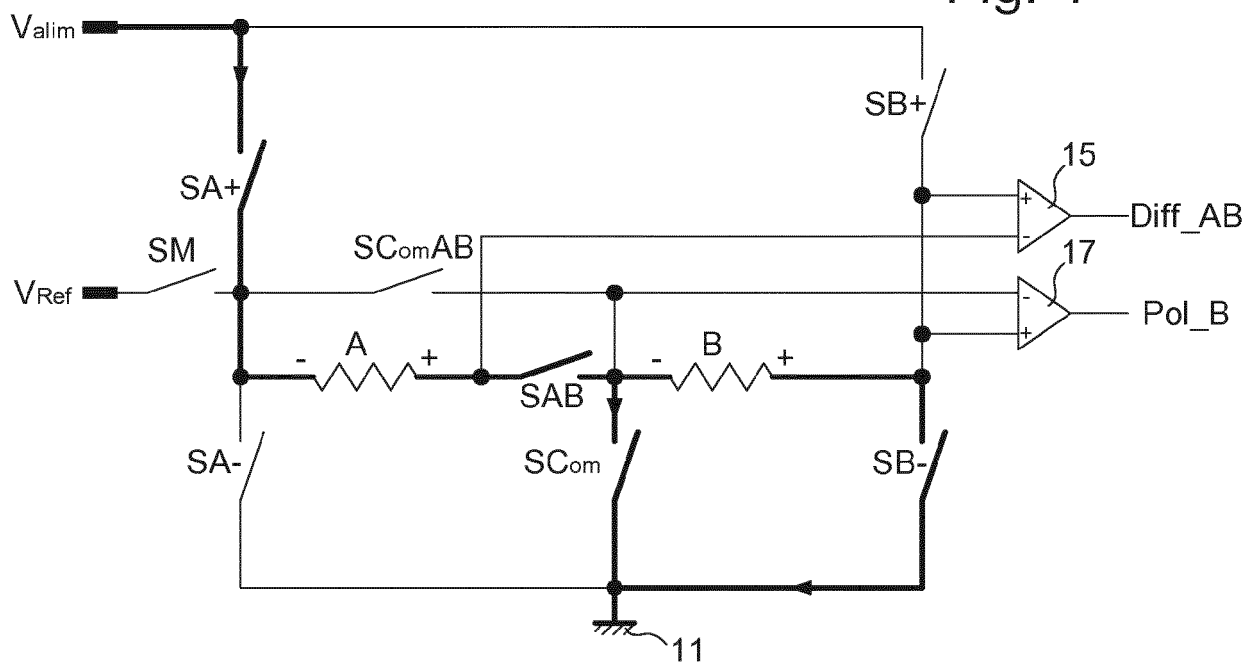 Valim
SB+
15
SA+
+
Diff_AB
-
SM
SComAB
17
VRef
-
Pol_B
+
- A +
- B +
SAB
SA-
SCom
SB-
11